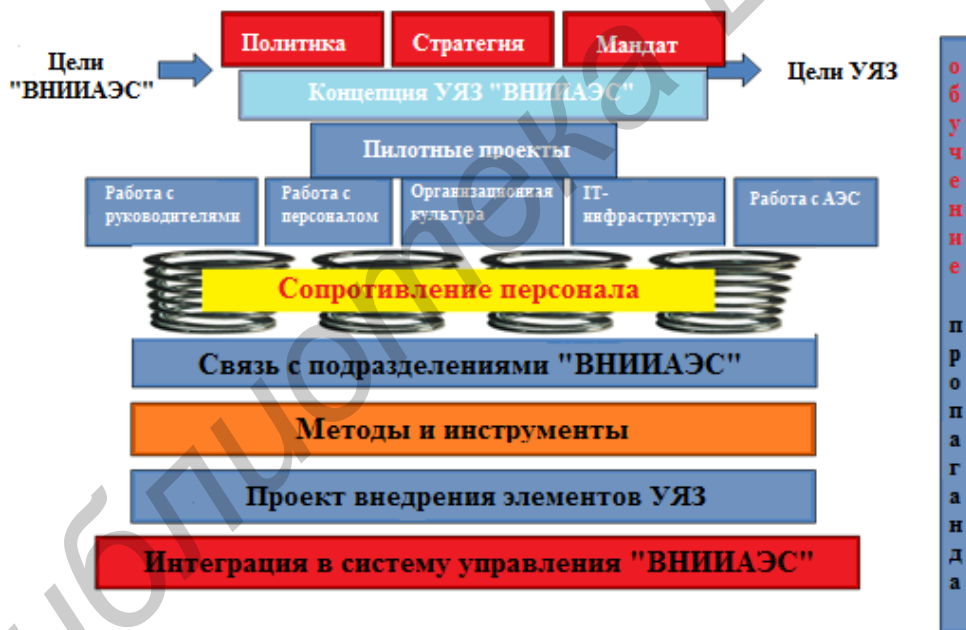 Политика
Стратегия
Мандат
Цели
"ВНИИАЭС"
Цели УЯЗ
Концепция УЯЗ "ВНИИАЭС"
Пилотные проекты
Работа с
руководителями
Работа с
персоналом
Организационная
культура
IT-
инфраструктура
Работа с АЭС
Сопротивление персонала
Связь с подразделениями "ВНИИАЭС"
Методы и инструменты
Проект внедрения элементов УЯЗ
Интеграция в систему управления "ВНИИАЭС"
обучение
пропаганда
библиотека